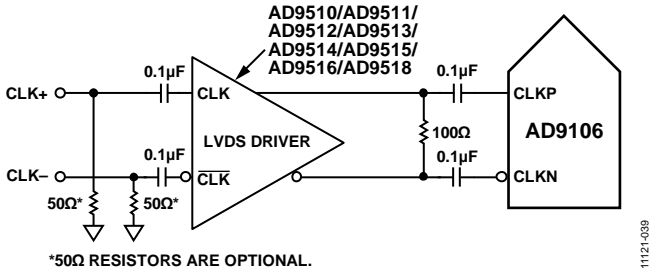 AD9510/AD9511/
AD9512/AD9513/
AD9514/AD9515/
AD9516/AD9518
0.1µF
0.1µF
CLK+
CLK
CLKP
LVDS DRIVER
100Ω
AD9106
0.1µF
0.1µF
CLK–
CLK
CLKN
50Ω*
50Ω*
*50Ω RESISTORS ARE OPTIONAL.
11121-039